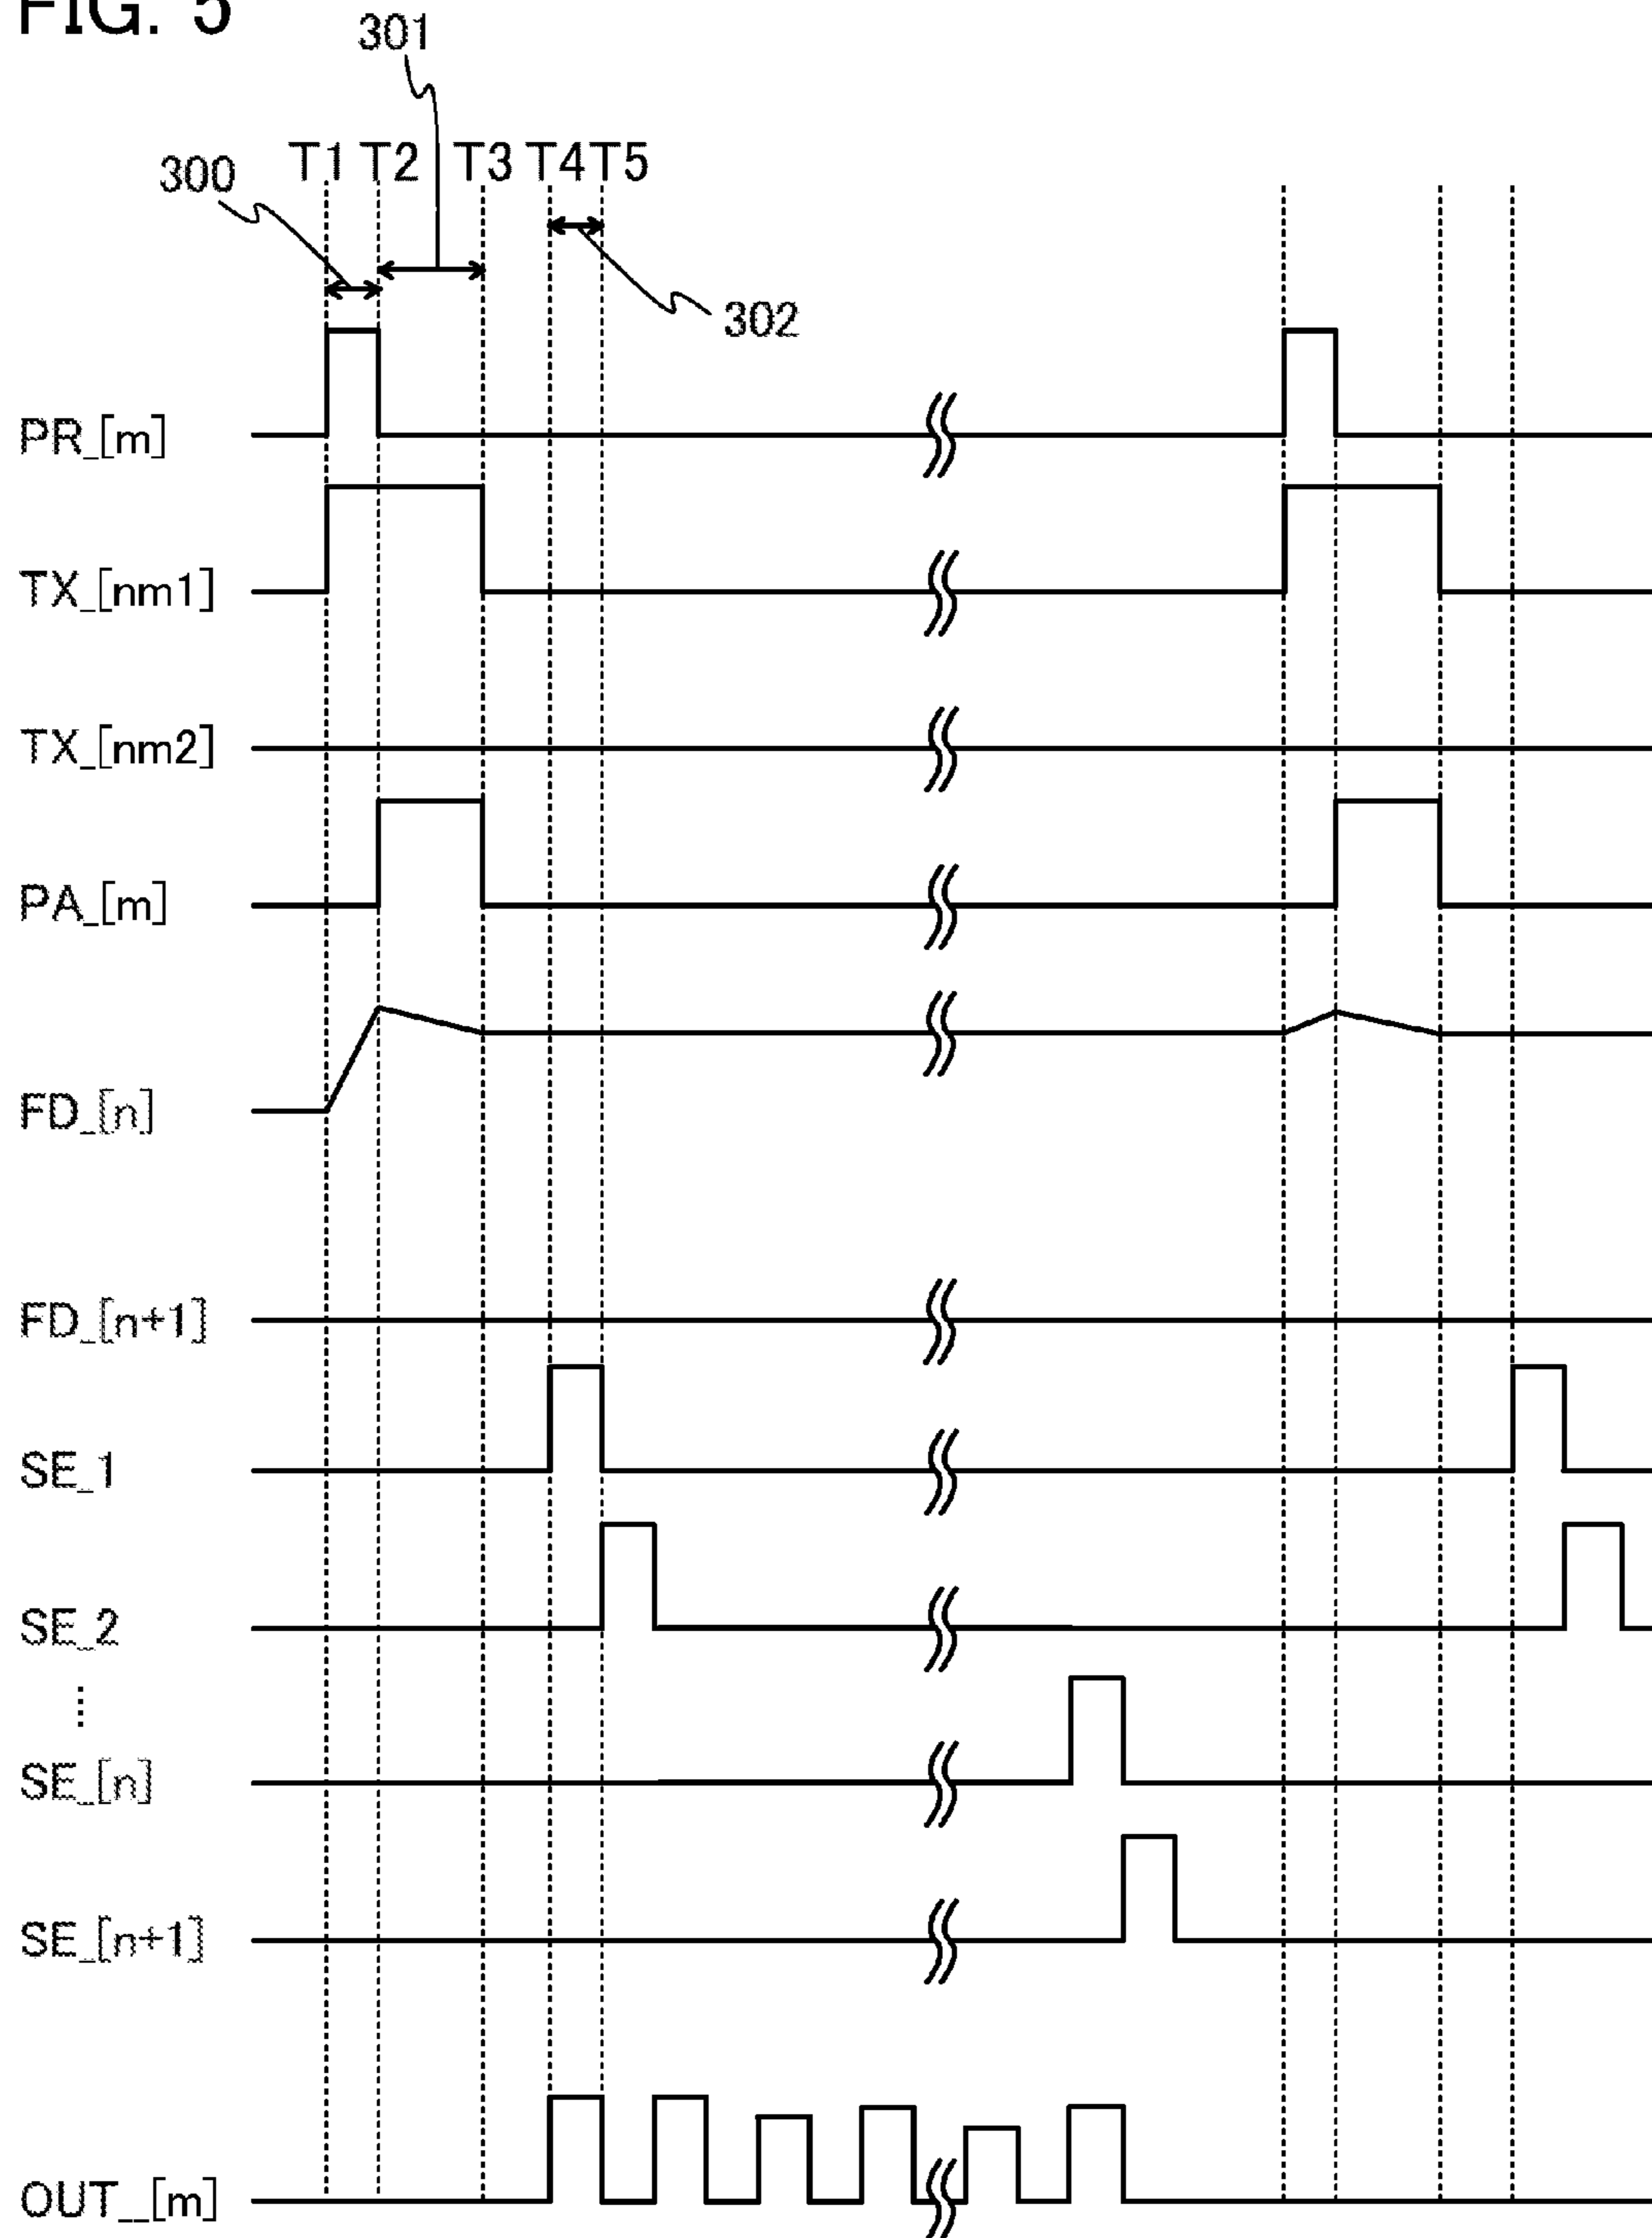 FIG. 5
301
300
T1 T2 T3 T4 T5
302
PR_[m]
TX_[nm1]
TX_[nm2]
PA_[m]
FD_[n]
FD_[n+1]
SE_1
SE_2
⋮
SE_[n]
SE_[n+1]
OUT__[m]